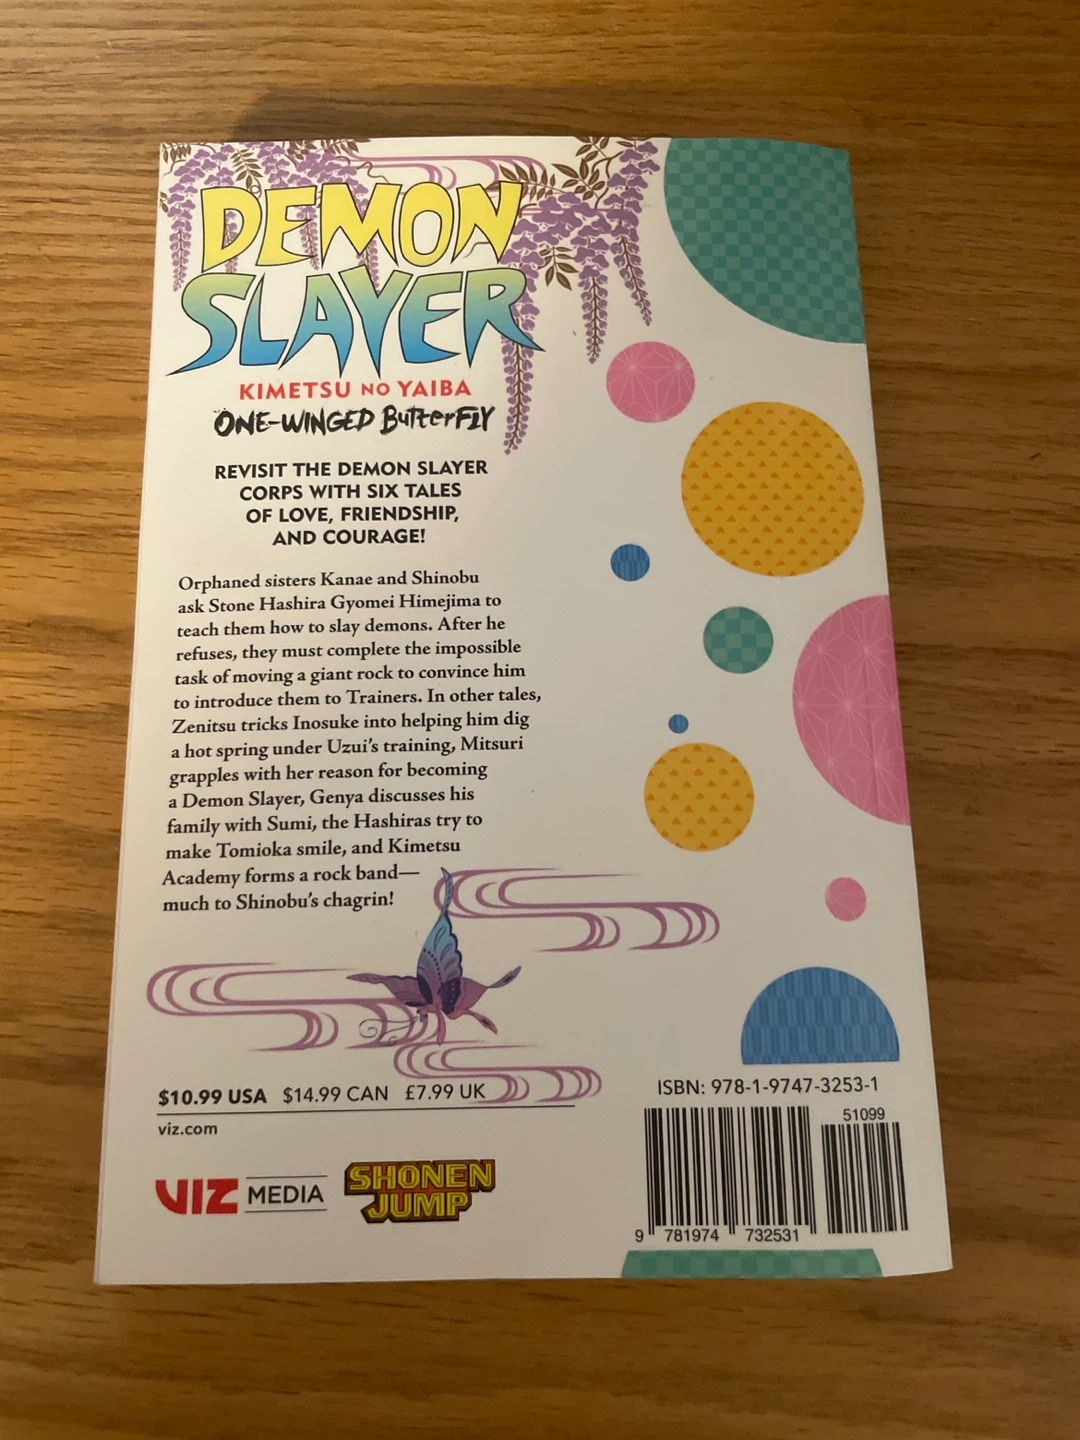 DEMON
SLAYER
KIMETSU NO YAIBA
ONE-WINGED ButterFLY
REVISIT THE DEMON SLAYER
CORPS WITH SIX TALES
OF LOVE, FRIENDSHIP,
AND COURAGE!
Orphaned sisters Kanae and Shinobu
ask Stone Hashira Gyomei Himejima to
teach them how to slay demons. After he
refuses, they must complete the impossible
task of moving a giant rock to convince him
to introduce them to Trainers. In other tales,
Zenitsu tricks Inosuke into helping him dig
a hot spring under Uzui's training, Mitsuri
grapples with her reason for becoming
a Demon Slayer, Genya discusses his
family with Sumi, the Hashiras try to
make Tomioka smile, and Kimetsu
Academy forms a rock band—
much to Shinobu's chagrin!
$10.99 USA $14.99 CAN £7.99 UK
viz.com
VIZ MEDIA
SHONEN
JUMP
ISBN: 978-1-9747-3253-1
51099
9 781974 732531